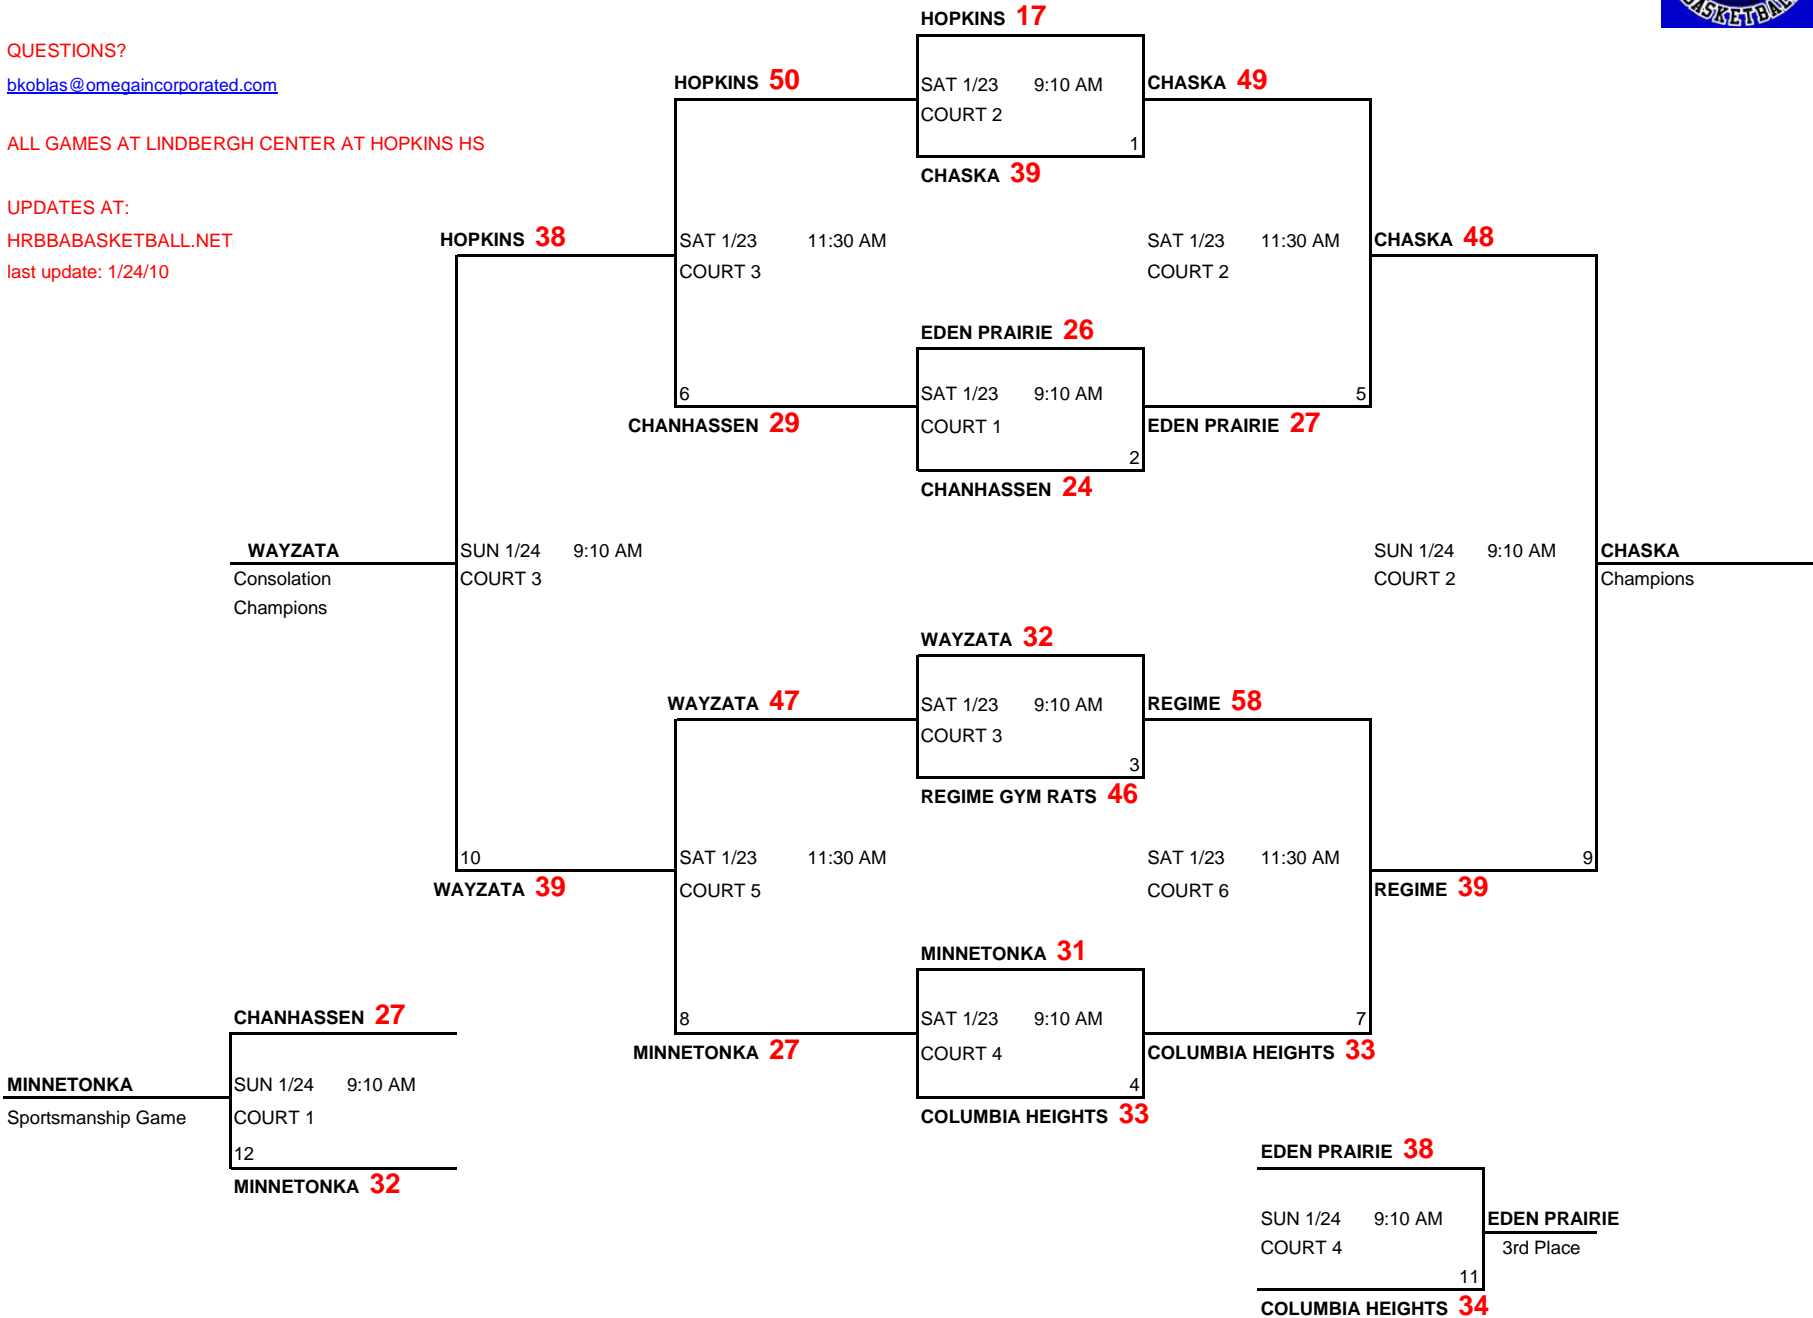 BASKETBALL
HOPKINS 17
QUESTIONS?
bkoblas@omegaincorporated.com
HOPKINS 50
SAT 1/23 9:10 AM
COURT 2
1
CHASKA 49
ALL GAMES AT LINDBERGH CENTER AT HOPKINS HS
CHASKA 39
UPDATES AT:
HRBBABASKETBALL.NET
last update: 1/24/10
HOPKINS 38
SAT 1/23 11:30 AM
COURT 3
SAT 1/23 11:30 AM
COURT 2
CHASKA 48
EDEN PRAIRIE 26
6
SAT 1/23 9:10 AM
COURT 1
2
5
CHANHASSEN 29
EDEN PRAIRIE 27
CHANHASSEN 24
WAYZATA
Consolation
Champions
SUN 1/24 9:10 AM
COURT 3
SUN 1/24 9:10 AM
COURT 2
CHASKA
Champions
WAYZATA 32
WAYZATA 47
SAT 1/23 9:10 AM
COURT 3
3
REGIME 58
REGIME GYM RATS 46
10
SAT 1/23 11:30 AM
COURT 5
SAT 1/23 11:30 AM
COURT 6
9
WAYZATA 39
REGIME 39
MINNETONKA 31
CHANHASSEN 27
8
SAT 1/23 9:10 AM
COURT 4
4
7
MINNETONKA 27
COLUMBIA HEIGHTS 33
MINNETONKA
Sportsmanship Game
SUN 1/24 9:10 AM
COURT 1
12
COLUMBIA HEIGHTS 33
MINNETONKA 32
EDEN PRAIRIE 38
SUN 1/24 9:10 AM
COURT 4
11
EDEN PRAIRIE
3rd Place
COLUMBIA HEIGHTS 34